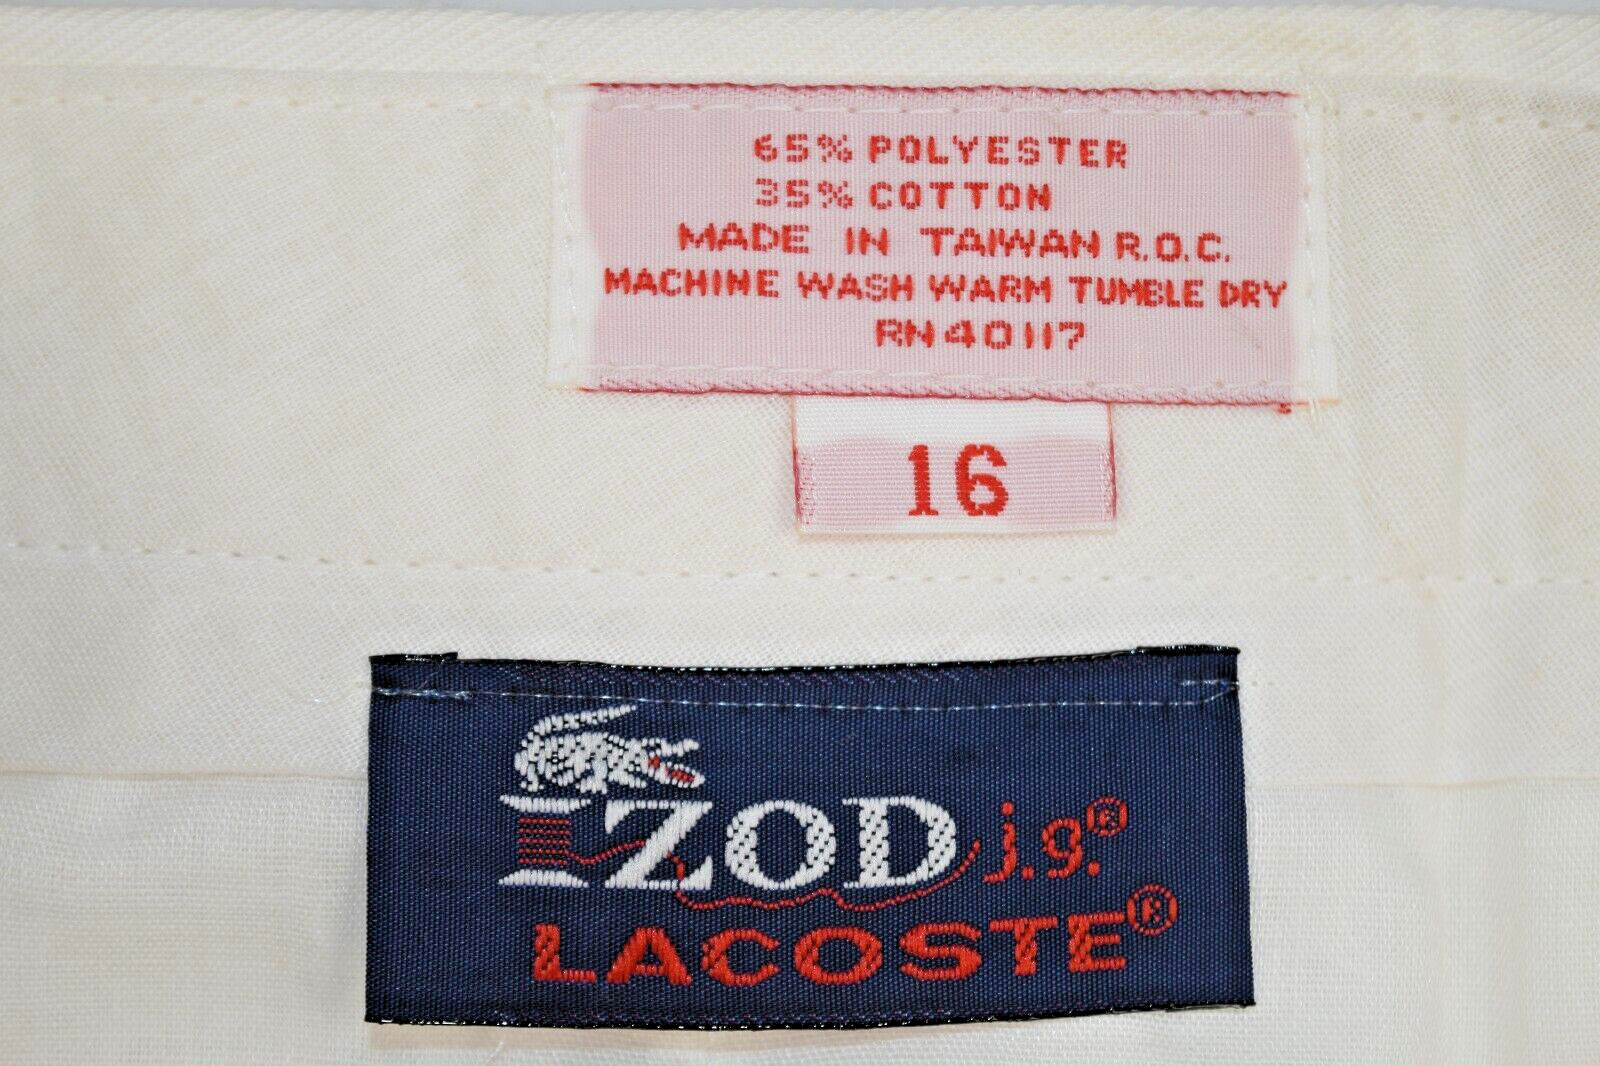 65% POLYESTER
35% COTTON
MADE IN TAIWAN R.O.C.
MACHINE WASH WARM TUMBLE DRY
RN40117
16
IZOD j.g.®
LACOSTE®